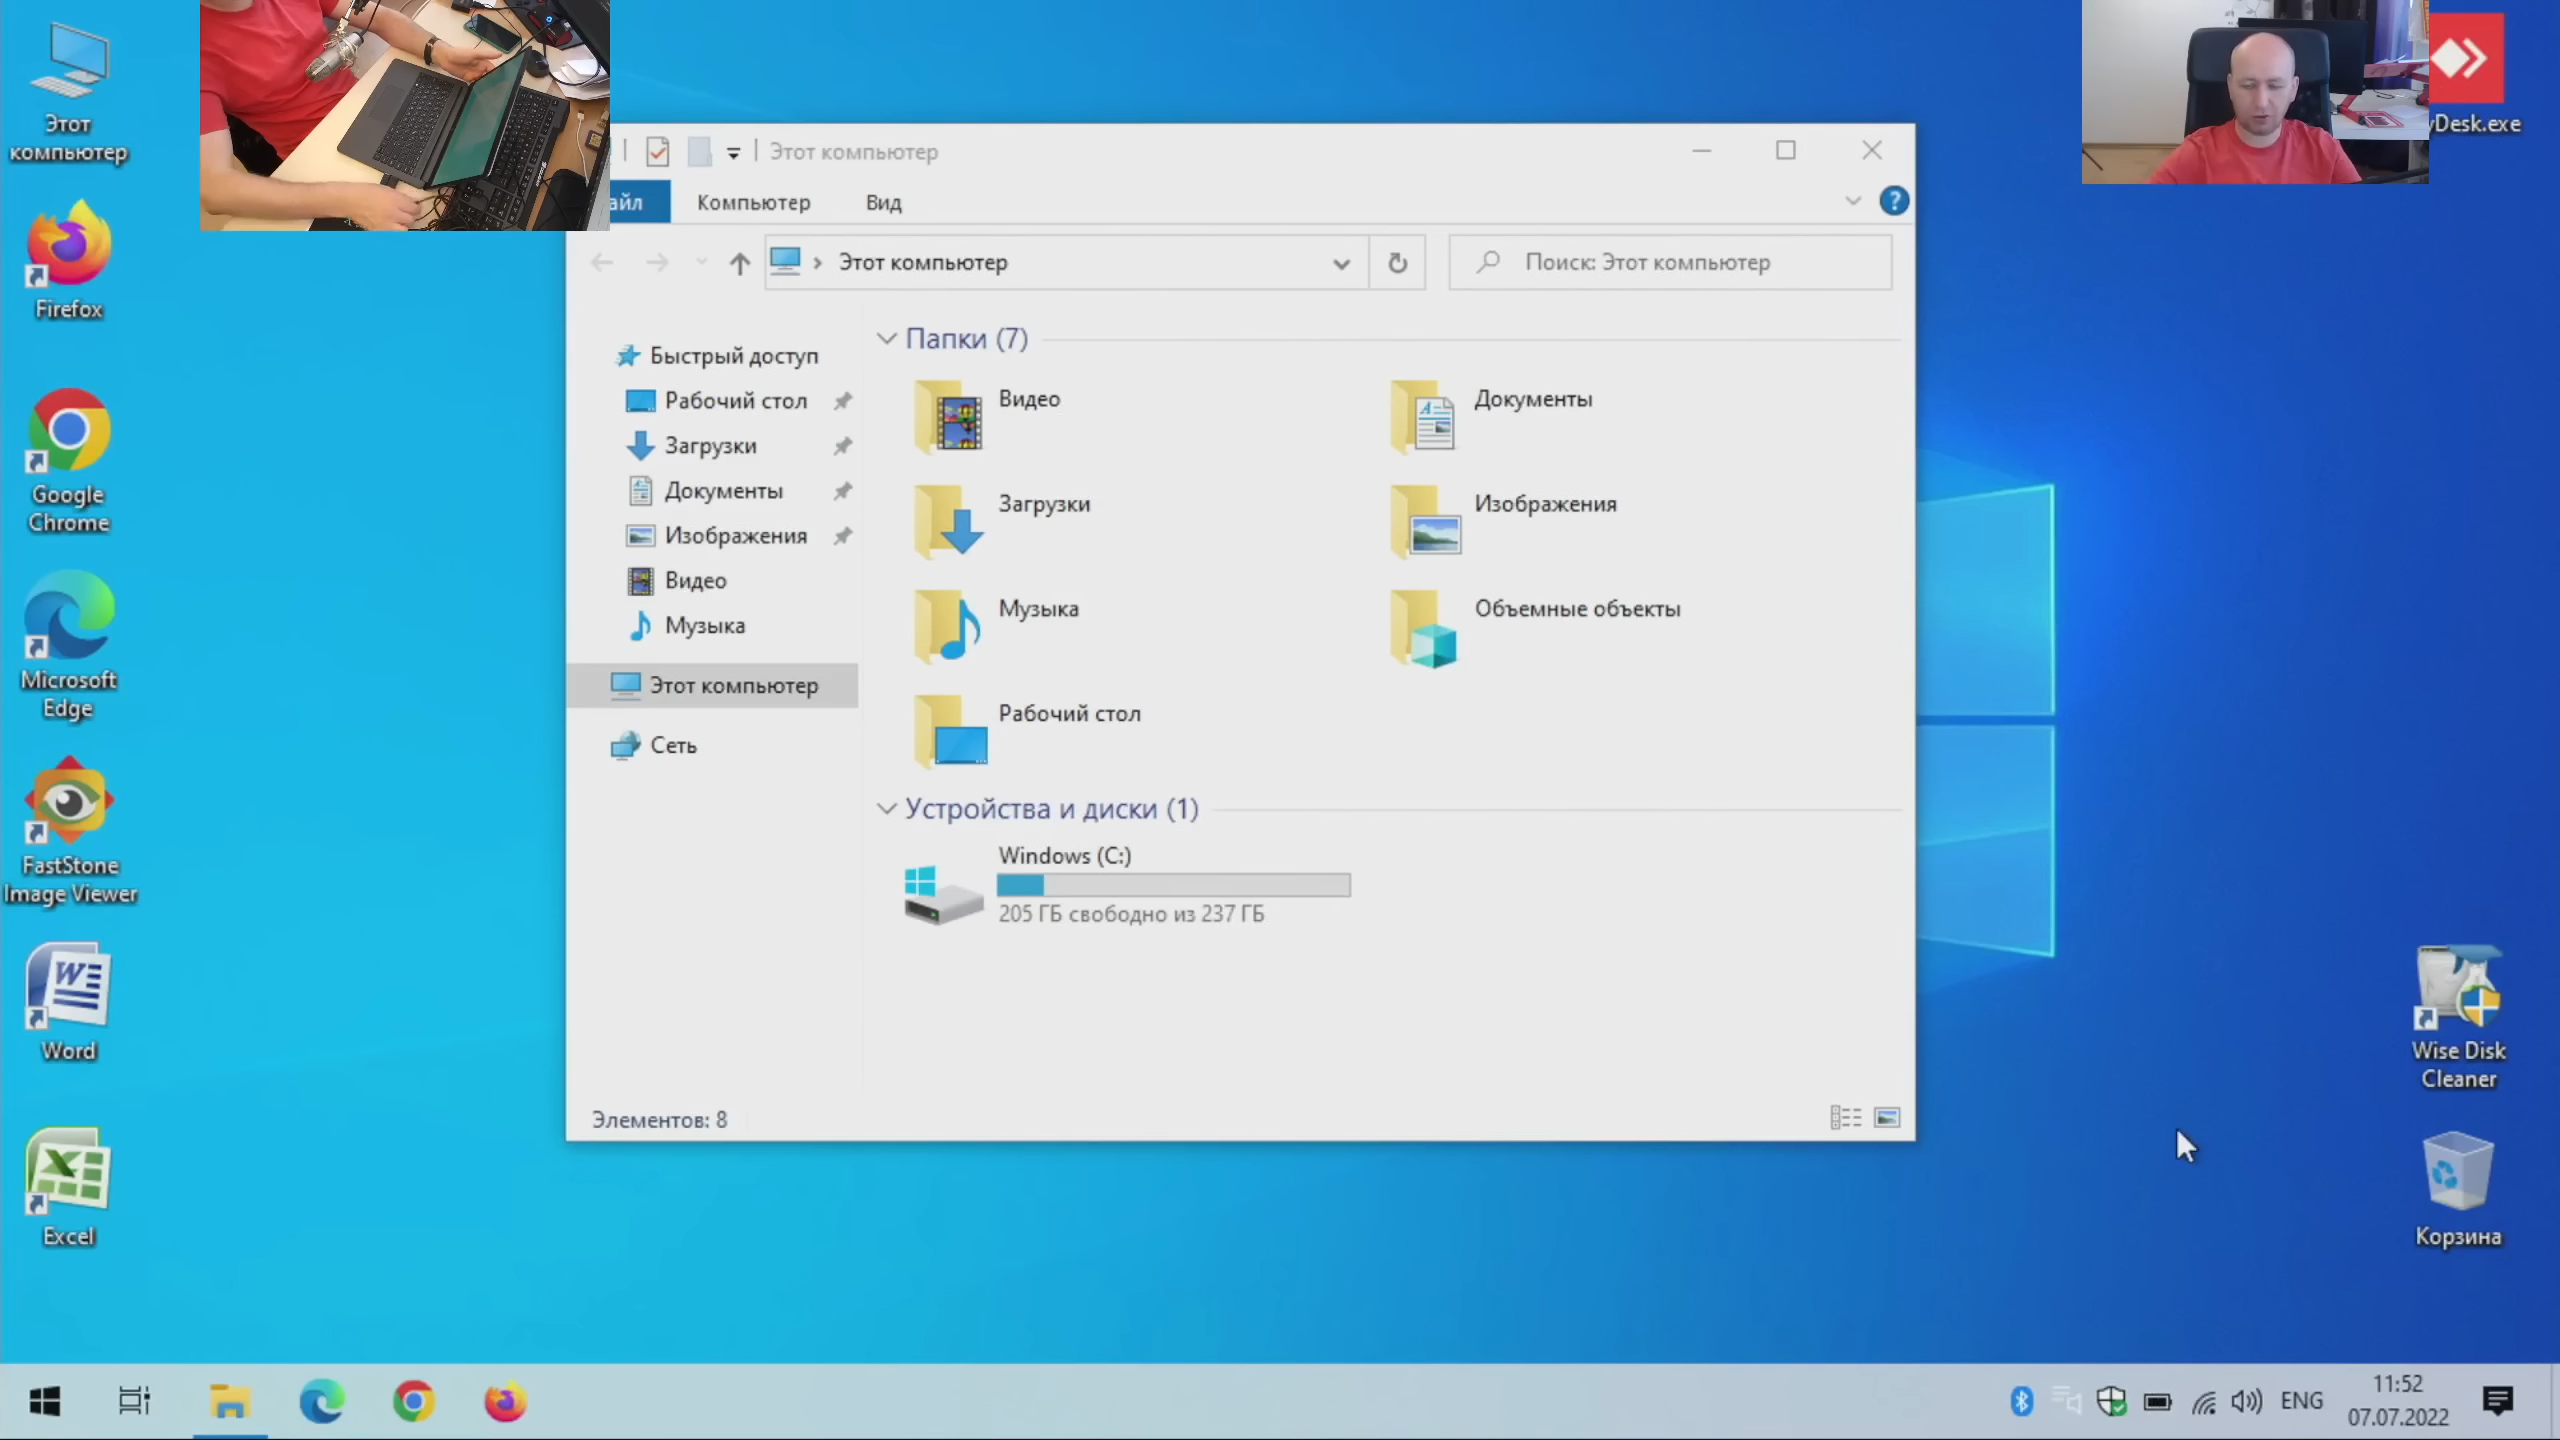 Этот
компьютер
Firefox
Google
Chrome
Microsoft
Edge
FastStone
Image Viewer
Word
Excel
Этот компьютер
айл
Компьютер
Вид
?
Этот компьютер
Поиск: Этот компьютер
Быстрый доступ
Рабочий стол
Загрузки
Документы
Изображения
Видео
Музыка
Этот компьютер
Сеть
Папки (7)
Видео
Документы
Загрузки
Изображения
Музыка
Объемные объекты
Рабочий стол
Устройства и диски (1)
Windows (C:)
205 ГБ свободно из 237 ГБ
Элементов: 8
yDesk.exe
Wise Disk
Cleaner
Корзина
ENG
11:52
07.07.2022